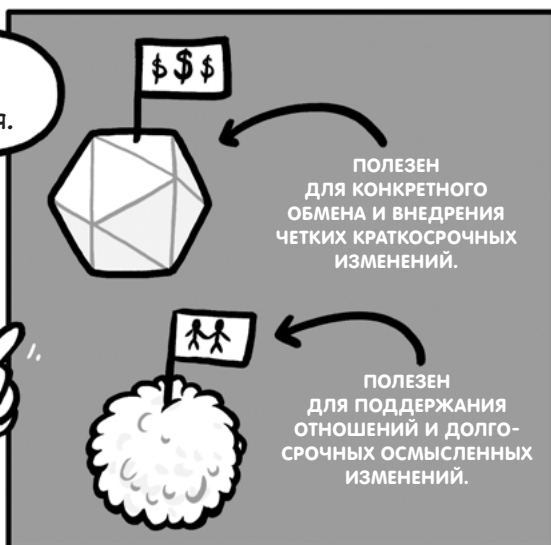 я.
$ $ $
ПОЛЕЗЕН
ДЛЯ КОНКРЕТНОГО
ОБМЕНА И ВНЕДРЕНИЯ
ЧЕТКИХ КРАТКОСРОЧНЫХ
ИЗМЕНЕНИЙ.
ПОЛЕЗЕН
ДЛЯ ПОДДЕРЖАНИЯ
ОТНОШЕНИЙ И ДОЛГО-
СРОЧНЫХ ОСМЫСЛЕННЫХ
ИЗМЕНЕНИЙ.